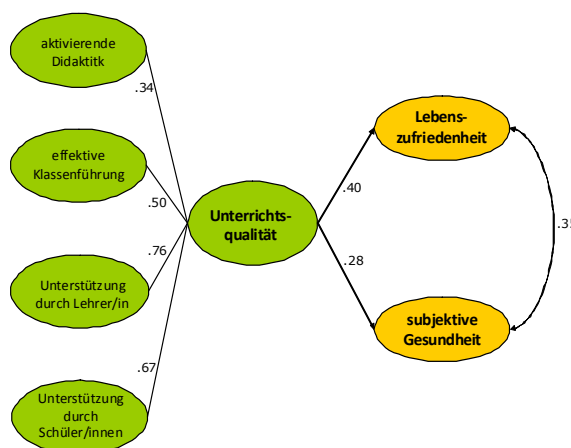 aktivierende
Didaktitk
.34
effektive
Klassenführung
.50
.76
Unterstützung
durch Lehrer/in
.67
Unterstützung
durch
Schüler/innen
Unterrichts-
qualität
.40
.28
Lebens-
zufriedenheit
subjektive
Gesundheit
.35